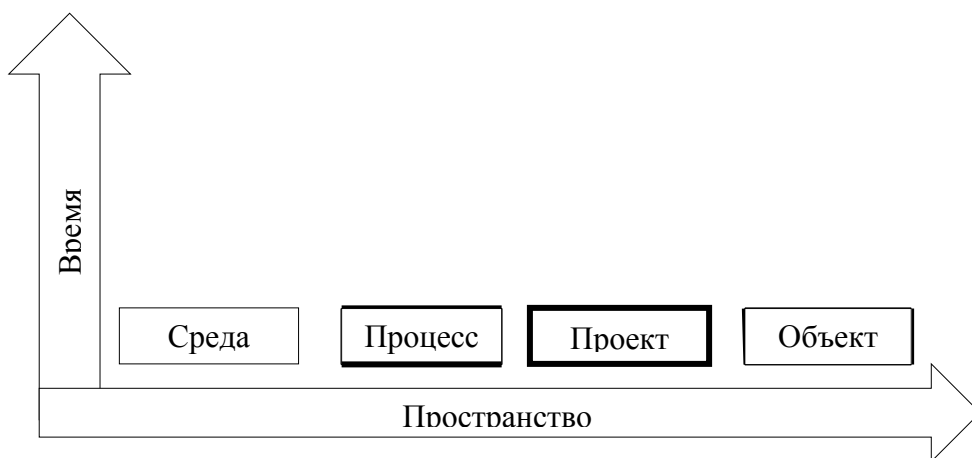 Время
Среда
Процесс
Проект
Объект
Пространство